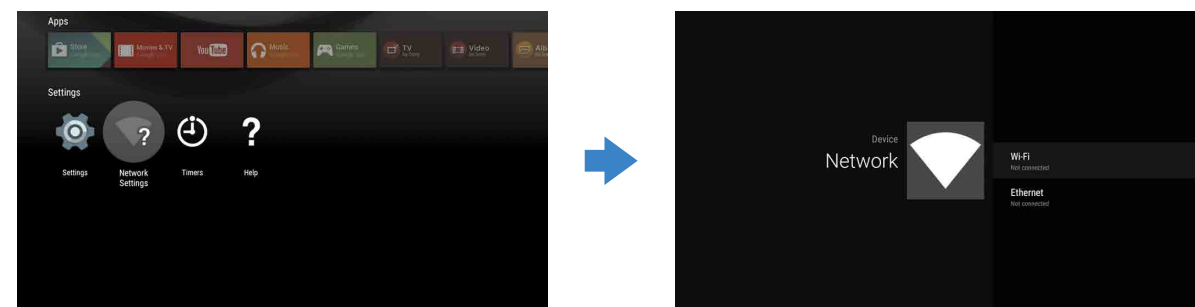 Apps
Store
Movies & TV
YouTube
Music
Games
TV
Video
Settings
Settings
Network
Settings
Timers
Help
Device
Network
Wi-Fi
Not connected
Ethernet
Not connected